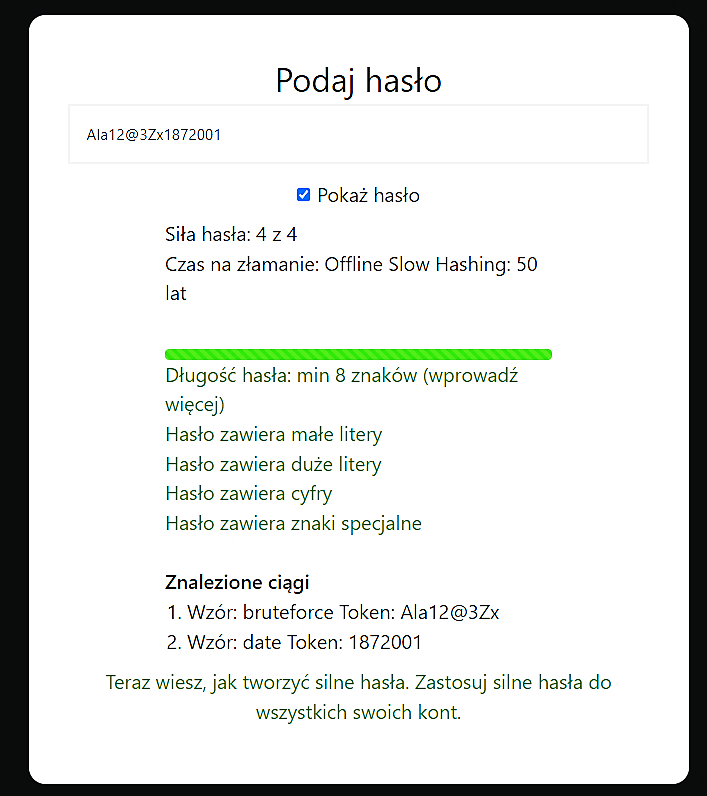 Podaj hasło
Ala12@3Zx1872001
Pokaż hasło
Siła hasła: 4 z 4
Czas na złamanie: Offline Slow Hashing: 50
lat
Długość hasła: min 8 znaków (wprowadź
więcej)
Hasło zawiera małe litery
Hasło zawiera duże litery
Hasło zawiera cyfry
Hasło zawiera znaki specjalne
Znalezione ciągi
1. Wzór: bruteforce Token: Ala12@3Zx
2. Wzór: date Token: 1872001
Teraz wiesz, jak tworzyć silne hasła. Zastosuj silne hasła do
wszystkich swoich kont.